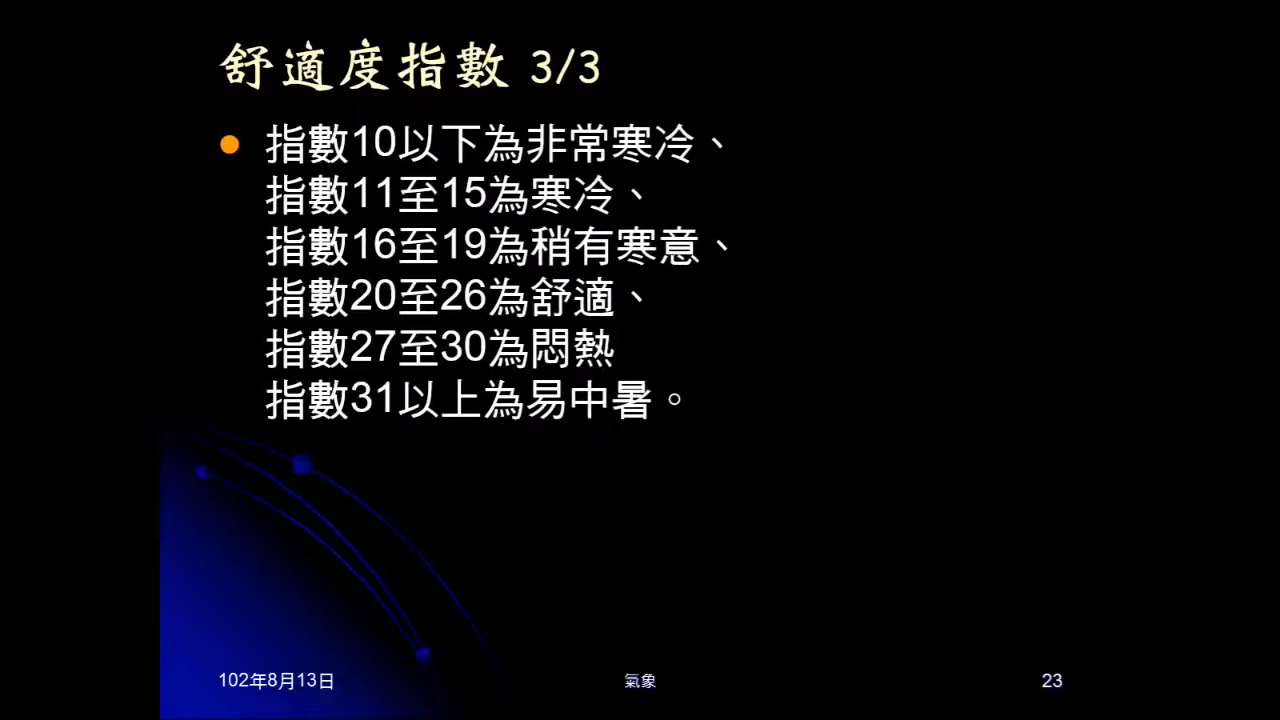 舒適度指數 3/3
指數10以下為非常寒冷、
指數11至15為寒冷、
指數16至19為稍有寒意、
指數20至26為舒適、
指數27至30為悶熱
指數31以上為易中暑。
102年8月13日
氣象
23